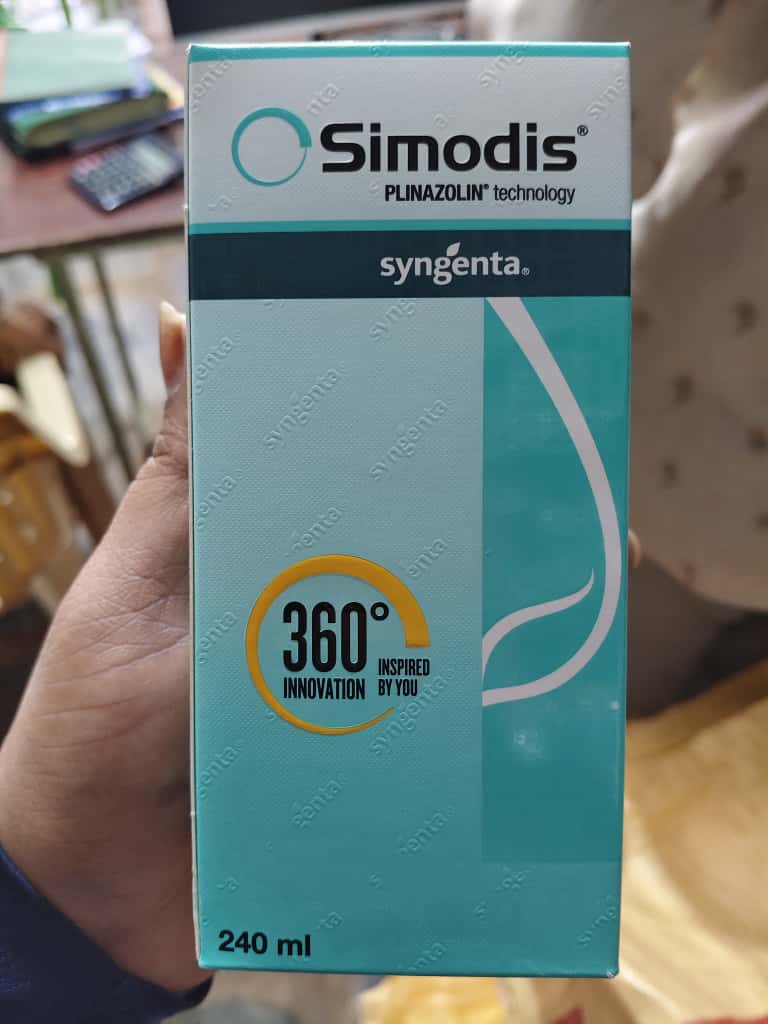 Simodis®
PLINAZOLIN® technology
syngenta®
360°
INNOVATION
INSPIRED
BY YOU
240 ml